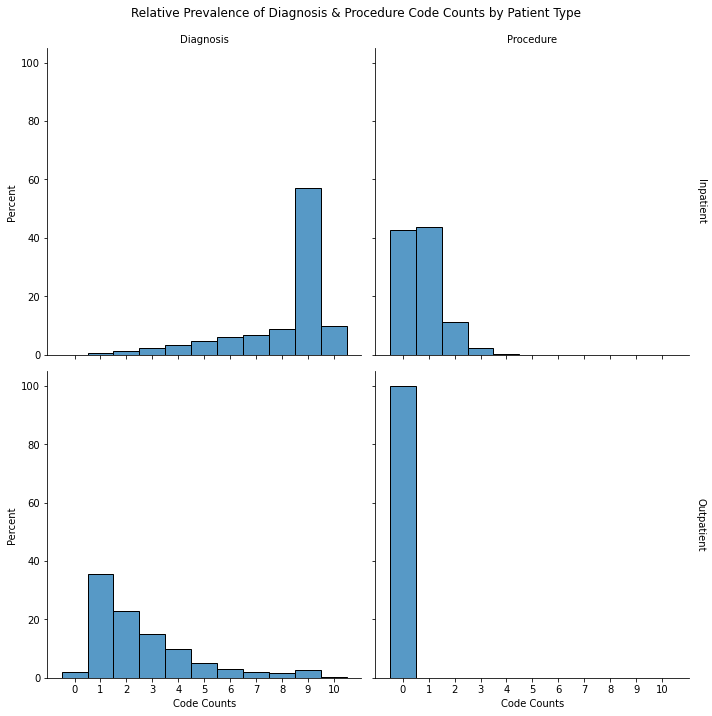 Relative Prevalence of Diagnosis & Procedure Code Counts by Patient Type
Diagnosis
Procedure
100
80
60
40
20
0
Percent
Inpatient
100
80
60
40
20
0
Percent
Outpatient
0 1 2 3 4 5 6 7 8 9 10
0 1 2 3 4 5 6 7 8 9 10
Code Counts
Code Counts